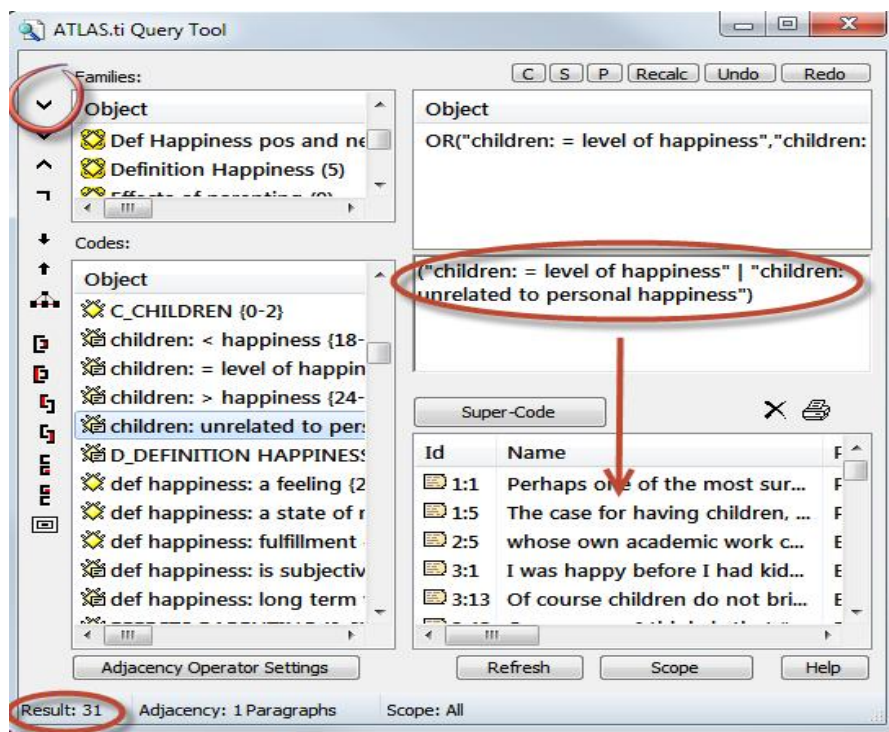 ATLAS.ti Query Tool
Families:
C S P Recalc Undo Redo
Object
Def Happiness pos and ne
Definition Happiness (5)
Effects of parenting (9)
Object
OR("children: = level of happiness","children:
Codes:
Object
C_CHILDREN {0-2}
children: < happiness {18-
children: = level of happin
children: > happiness {24-
children: unrelated to pers
D_DEFINITION HAPPINESS
def happiness: a feeling {2
def happiness: a state of r
def happiness: fulfillment
def happiness: is subjectiv
def happiness: long term
("children: = level of happiness" | "children:
unrelated to personal happiness")
Super-Code
Id Name
1:1 Perhaps one of the most sur...
1:5 The case for having children, ...
2:5 whose own academic work c...
3:1 I was happy before I had kid...
3:13 Of course children do not bri...
Adjacency Operator Settings
Refresh Scope Help
Result: 31 Adjacency: 1 Paragraphs Scope: All